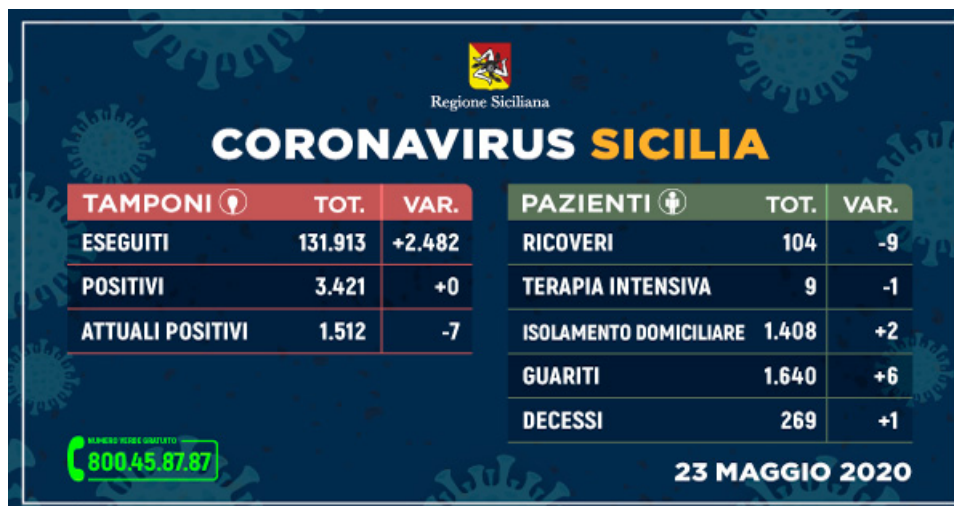 Regione Siciliana
CORONAVIRUS SICILIA
TAMPONI TOT. VAR.
ESEGUITI 131.913 +2.482
POSITIVI 3.421 +0
ATTUALI POSITIVI 1.512 -7
PAZIENTI TOT. VAR.
RICOVERI 104 -9
TERAPIA INTENSIVA 9 -1
ISOLAMENTO DOMICILIARE 1.408 +2
GUARITI 1.640 +6
DECESSI 269 +1
NUMERO VERDE GRATUITO
800.45.87.87
23 MAGGIO 2020